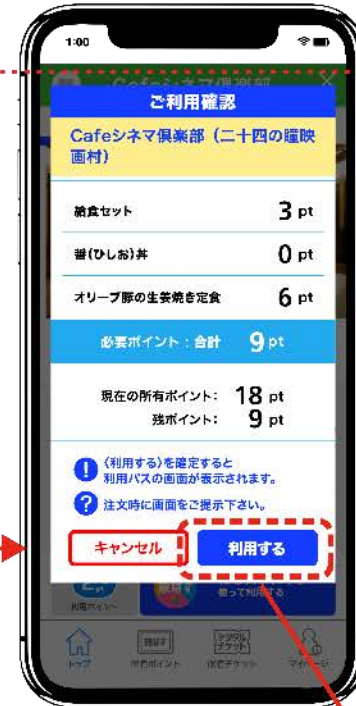 1:00
ご利用確認
Cafeシネマ倶楽部（二十四の瞳映
画村）
給食セット 3 pt
醤(ひしお)丼 0 pt
オリーブ豚の生姜焼き定食 6 pt
必要ポイント：合計 9 pt
現在の所有ポイント： 18 pt
残ポイント： 9 pt
〈利用する〉を確定すると
利用パスの画面が表示されます。
注文時に画面をご提示下さい。
キャンセル 利用する
使って利用する
トップ マイページ